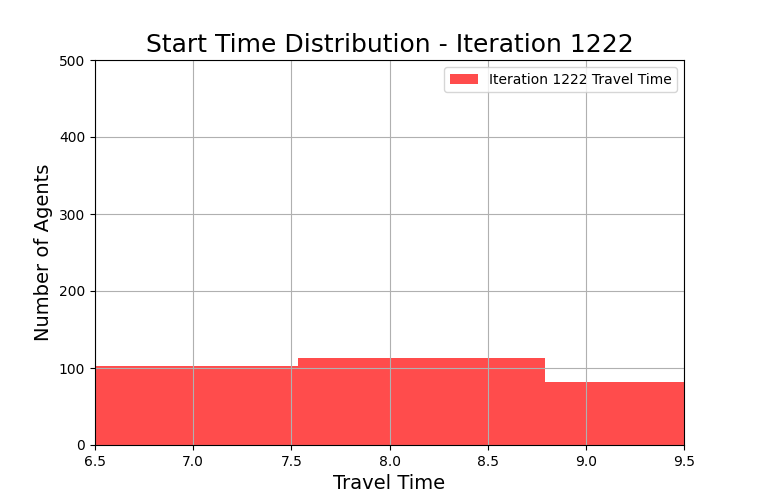 Start Time Distribution - Iteration 1222
500
400
300
200
100
0
Number of Agents
Iteration 1222 Travel Time
6.5 7.0 7.5 8.0 8.5 9.0 9.5
Travel Time